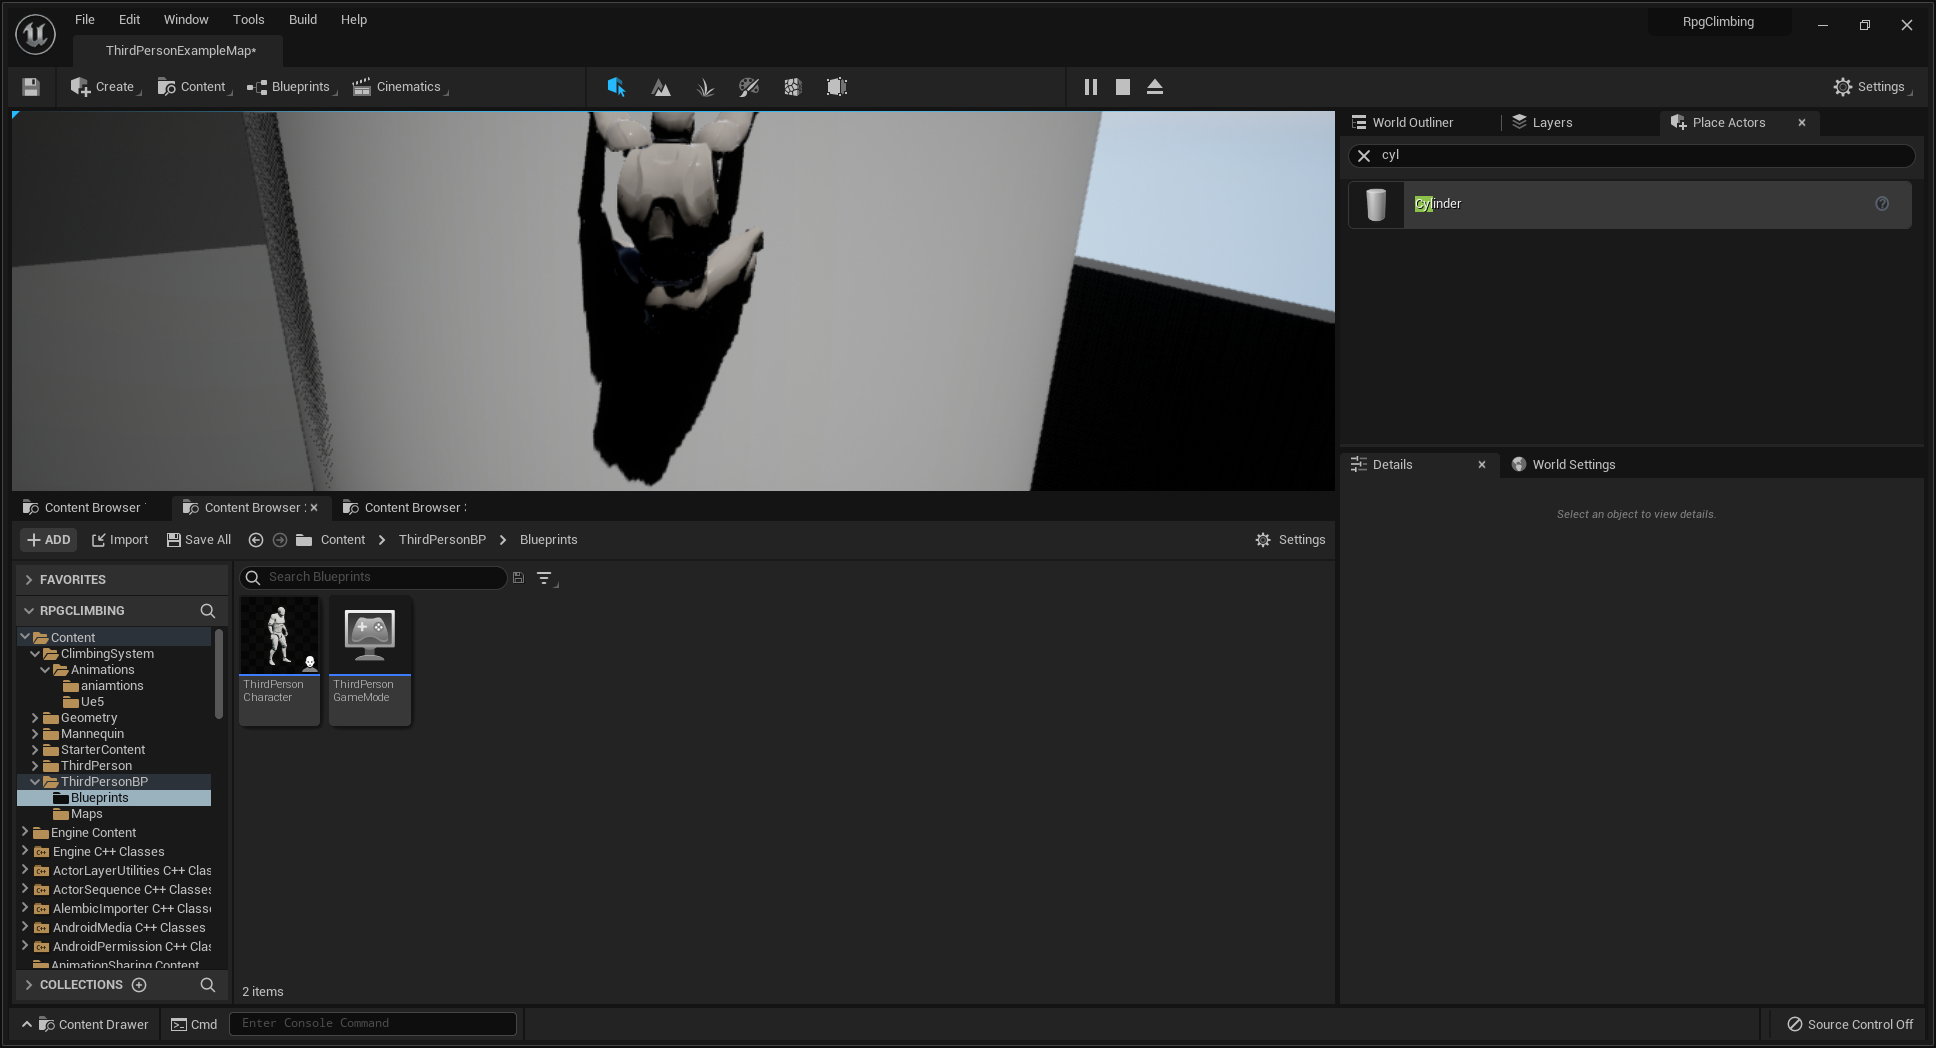 File Edit Window Tools Build Help
RpgClimbing
ThirdPersonExampleMap*
Create Content Blueprints Cinematics
Settings
World Outliner Layers Place Actors
cyl
Cylinder
Details World Settings
Select an object to view details.
Content Browser Content Browser Content Browser
ADD Import Save All Content ThirdPersonBP Blueprints Settings
FAVORITES
Search Blueprints
RPGCLIMBING
Content
ClimbingSystem
Animations
aniamtions
Ue5
Geometry
Mannequin
StarterContent
ThirdPerson
ThirdPersonBP
Blueprints
Maps
Engine Content
Engine C++ Classes
ActorLayerUtilities C++ Clas
ActorSequence C++ Classes
AlembicImporter C++ Classe
AndroidMedia C++ Classes
AndroidPermission C++ Clas
AnimationSharing Content
COLLECTIONS
ThirdPerson
Character
ThirdPerson
GameMode
2 items
Content Drawer Cmd Enter Console Command
Source Control Off